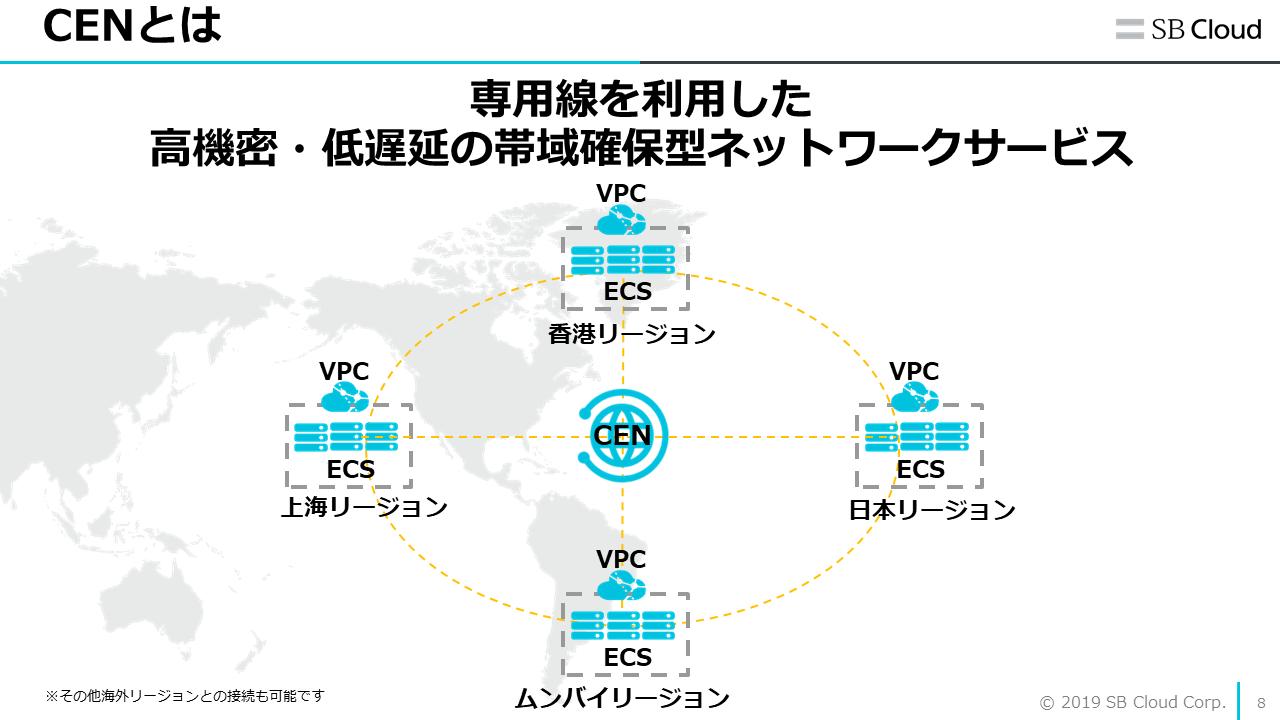 CENとは
SB Cloud
専用線を利用した
高機密・低遅延の帯域確保型ネットワークサービス
VPC
ECS
香港リージョン
VPC
ECS
上海リージョン
CEN
VPC
ECS
日本リージョン
VPC
ECS
ムンバイリージョン
※その他海外リージョンとの接続も可能です
© 2019 SB Cloud Corp.
8